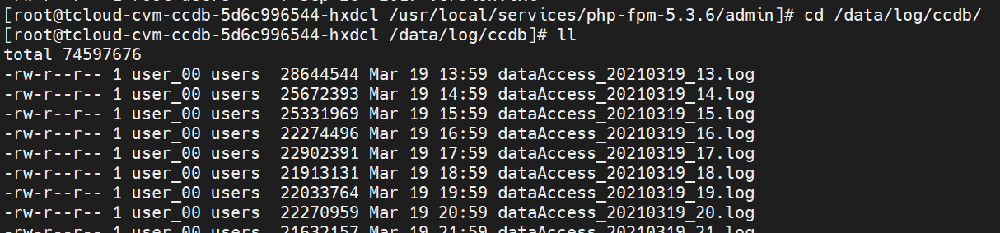 [root@tcloud-cvm-ccdb-5d6c996544-hxdcl /usr/local/services/php-fpm-5.3.6/admin]# cd /data/log/ccdb/
[root@tcloud-cvm-ccdb-5d6c996544-hxdcl /data/log/ccdb]# ll
total 74597676
-rw-r--r-- 1 user_00 users  28644544 Mar 19 13:59 dataAccess_20210319_13.log
-rw-r--r-- 1 user_00 users  25672393 Mar 19 14:59 dataAccess_20210319_14.log
-rw-r--r-- 1 user_00 users  25331969 Mar 19 15:59 dataAccess_20210319_15.log
-rw-r--r-- 1 user_00 users  22274496 Mar 19 16:59 dataAccess_20210319_16.log
-rw-r--r-- 1 user_00 users  22902391 Mar 19 17:59 dataAccess_20210319_17.log
-rw-r--r-- 1 user_00 users  21913131 Mar 19 18:59 dataAccess_20210319_18.log
-rw-r--r-- 1 user_00 users  22033764 Mar 19 19:59 dataAccess_20210319_19.log
-rw-r--r-- 1 user_00 users  22270959 Mar 19 20:59 dataAccess_20210319_20.log
-rw-r--r-- 1 user_00 users  21632157 Mar 19 21:59 dataAccess_20210319_21.log